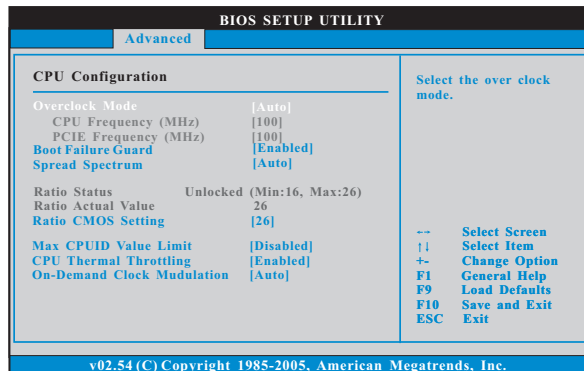 BIOS SETUP UTILITY
Advanced
CPU Configuration
Overclock Mode [Auto]
CPU Frequency (MHz) [100]
PCIE Frequency (MHz) [100]
Boot Failure Guard [Enabled]
Spread Spectrum [Auto]
Ratio Status Unlocked (Min:16, Max:26)
Ratio Actual Value 26
Ratio CMOS Setting [26]
Max CPUID Value Limit [Disabled]
CPU Thermal Throttling [Enabled]
On-Demand Clock Mudulation [Auto]
Select the over clock
mode.
←→ Select Screen
↑↓ Select Item
+- Change Option
F1 General Help
F9 Load Defaults
F10 Save and Exit
ESC Exit
v02.54 (C) Copyright 1985-2005, American Megatrends, Inc.